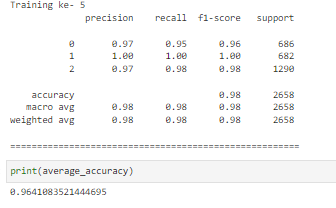 Training ke- 5
precision recall f1-score support
0 0.97 0.95 0.96 686
1 1.00 1.00 1.00 682
2 0.97 0.98 0.98 1290
accuracy 0.98 2658
macro avg 0.98 0.98 0.98 2658
weighted avg 0.98 0.98 0.98 2658
======================================================
print(average_accuracy)
0.9641083521444695